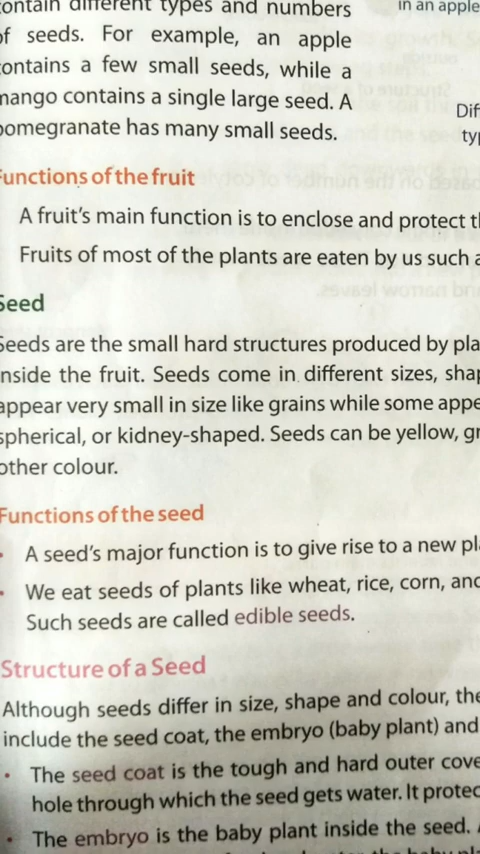 contain different types and numbers
in an apple
of seeds. For example, an apple
contains a few small seeds, while a
mango contains a single large seed. A
Dif
pomegranate has many small seeds.
typ
Functions of the fruit
A fruit's main function is to enclose and protect t
Fruits of most of the plants are eaten by us such a
Seed
Seeds are the small hard structures produced by pla
inside the fruit. Seeds come in different sizes, shap
appear very small in size like grains while some appe
spherical, or kidney-shaped. Seeds can be yellow, gr
other colour.
Functions of the seed
• A seed's major function is to give rise to a new pl
• We eat seeds of plants like wheat, rice, corn, and
Such seeds are called edible seeds.
Structure of a Seed
Although seeds differ in size, shape and colour, the
include the seed coat, the embryo (baby plant) and
• The seed coat is the tough and hard outer cove
hole through which the seed gets water. It protec
• The embryo is the baby plant inside the seed.